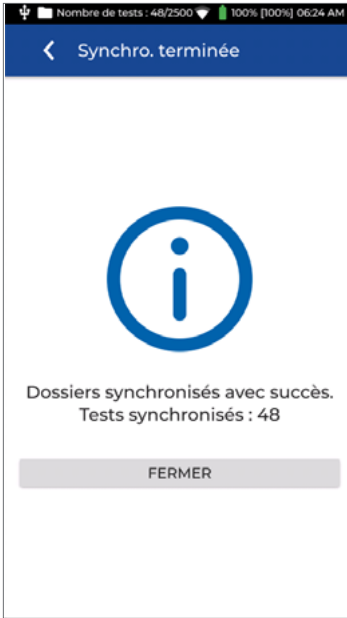 Nombre de tests : 48/2500 100% [100%] 06:24 AM
Synchro. terminée
Dossiers synchronisés avec succès.
Tests synchronisés : 48
FERMER